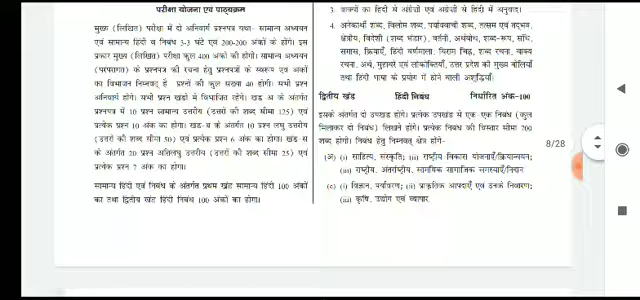 परीक्षा योजना एवं पाठ्यक्रम
मुख्य (लिखित) परीक्षा में दो अनिवार्य प्रश्नपत्र यथा- सामान्य अध्ययन
एवं सामान्य हिंदी व निबंध 3-3 घंटे एवं 200-200 अंकों के होंगे। इस
प्रकार मुख्य (लिखित) परीक्षा कुल 400 अंकों की होगी। सामान्य अध्ययन
(परंपरागत) के प्रश्नपत्र की रचना हेतु प्रश्नपत्रों के स्वरूप एवं अंकों
का विभाजन निम्नवत् है प्रश्नों की कुल संख्या 40 होगी। सभी प्रश्न
अनिवार्य होंगे। सभी प्रश्न खंडों में विभाजित रहेंगे। खंड अ के अंतर्गत
प्रश्नपत्र में 10 प्रश्न सामान्य उत्तरीय (उत्तरों की शब्द सीमा 125) एवं
प्रत्येक प्रश्न 10 अंक का होगा। खंड-ब के अंतर्गत 10 प्रश्न लघु उत्तरीय
(उत्तरों की शब्द सीमा 50) एवं प्रत्येक प्रश्न 6 अंक का होगा। खंड-स
के अंतर्गत 20 प्रश्न अतिलघु उत्तरीय (उत्तरों की शब्द सीमा 25) एवं
प्रत्येक प्रश्न 7 अंक का होगा।
सामान्य हिंदी एवं निबंध के अंतर्गत प्रथम खंड सामान्य हिंदी 100 अंकों
का तथा द्वितीय खंड हिंदी निबंध 100 अंकों का होगा।
3. वाक्यों का हिंदी से अंग्रेजी एवं अंग्रेजी से हिंदी में अनुवाद।
4. अनेकार्थी शब्द, विलोम शब्द, पर्यायवाची शब्द, तत्सम एवं तद्भव,
क्षेत्रीय, विदेशी (शब्द भंडार), वर्तनी, अर्थबोध, शब्द-रूप, संधि,
समास, क्रियाएँ, हिंदी वर्णमाला, विराम चिह्न, शब्द रचना, वाक्य
रचना, अर्थ, मुहावरे एवं लोकोक्तियाँ, उत्तर प्रदेश की मुख्य बोलियाँ
तथा हिंदी भाषा के प्रयोग में होने वाली अशुद्धियाँ।
द्वितीय खंड हिंदी निबंध निर्धारित अंक-100
इसके अंतर्गत दो उपखंड होंगे। प्रत्येक उपखंड से एक-एक निबंध (कुल
मिलाकर दो निबंध) लिखने होंगे। प्रत्येक निबंध की विस्तार सीमा 700
शब्द होगी। निबंध हेतु निम्नवत् क्षेत्र होंगे-
(अ) (i) साहित्य, संस्कृति; (ii) राष्ट्रीय विकास योजनाएँ/क्रियान्वयन;
(iii) राष्ट्रीय, अंतर्राष्ट्रीय, सामयिक सामाजिक समस्याएँ/निदान
(i) विज्ञान, पर्यावरण; (ii) प्राकृतिक आपदाएँ एवं उनके निवारण;
(iii) कृषि, उद्योग एवं व्यापार
8/28